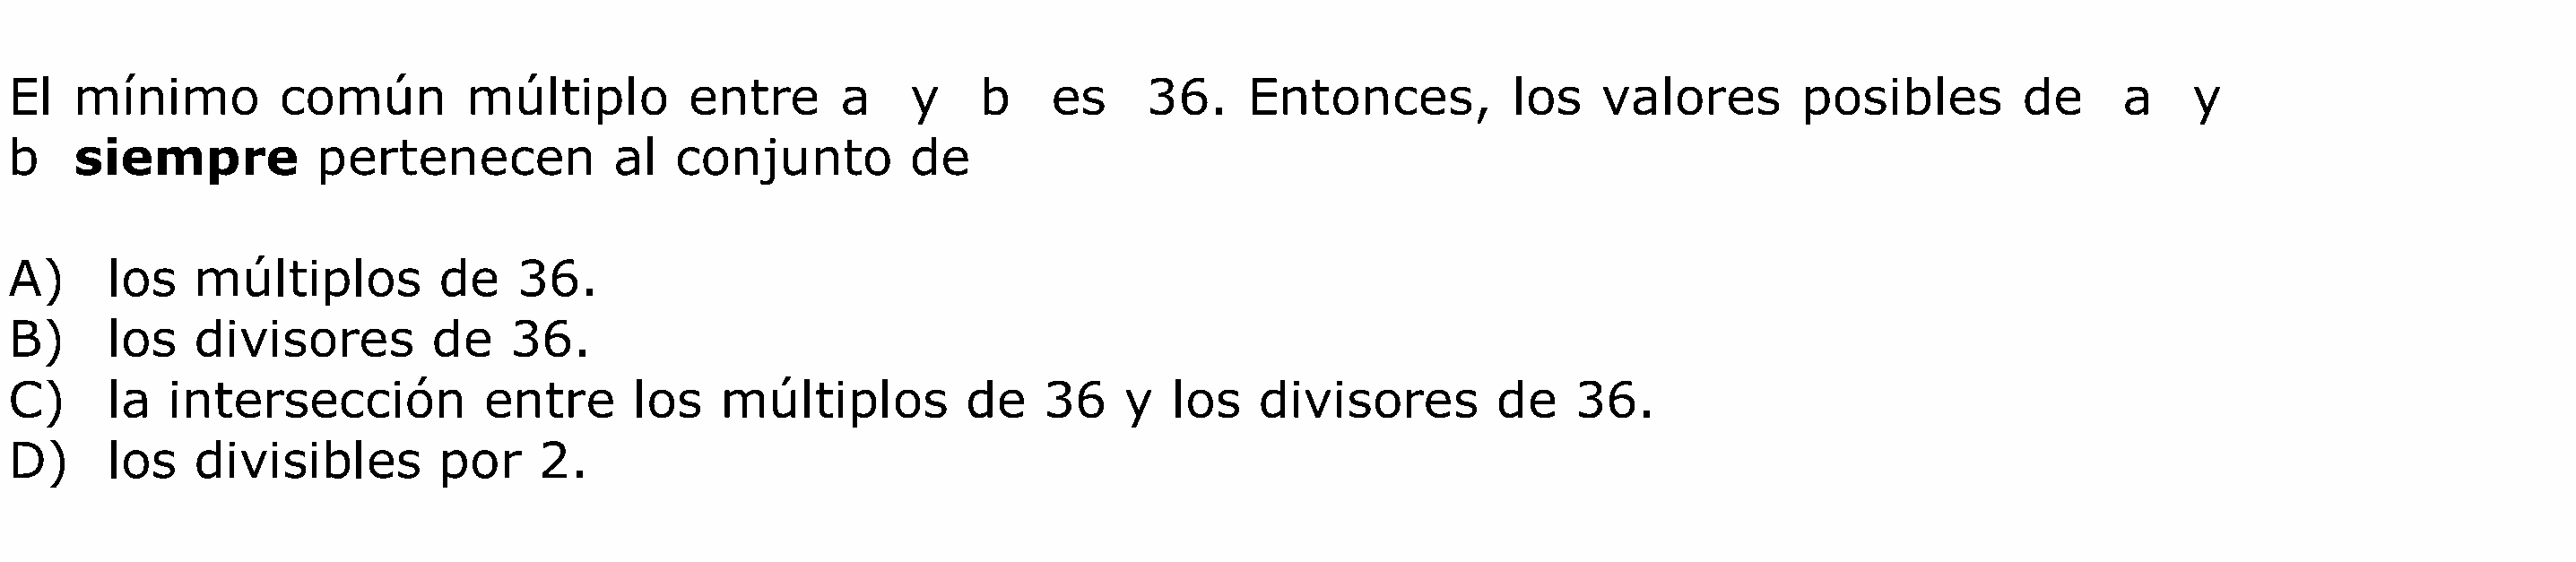 El mínimo común múltiplo entre a y b es 36. Entonces, los valores posibles de a y
b siempre pertenecen al conjunto de
A) los múltiplos de 36.
B) los divisores de 36.
C) la intersección entre los múltiplos de 36 y los divisores de 36.
D) los divisibles por 2.